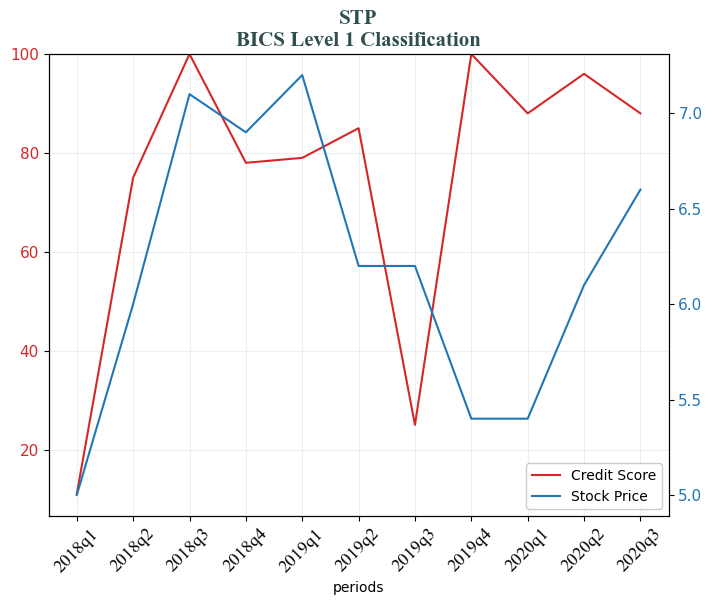 STP
BICS Level 1 Classification
100
80
60
40
20
7.0
6.5
6.0
5.5
5.0
Credit Score
Stock Price
2018q1
2018q2
2018q3
2018q4
2019q1
2019q2
2019q3
2019q4
2020q1
2020q2
2020q3
periods